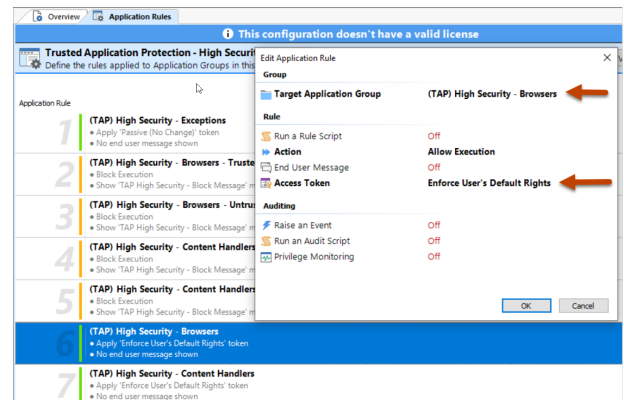 Overview
Application Rules
This configuration doesn't have a valid license
Trusted Application Protection - High Securi
Define the rules applied to Application Groups in this
Application Rule
1
(TAP) High Security - Exceptions
• Apply 'Passive (No Change)' token
• No end user message shown
2
(TAP) High Security - Browsers - Truste
• Block Execution
• Show 'TAP High Security - Block Message' m
3
(TAP) High Security - Browsers - Untrus
• Block Execution
• Show 'TAP High Security - Block Message' m
4
(TAP) High Security - Content Handlers
• Block Execution
• Show 'TAP High Security - Block Message' m
5
(TAP) High Security - Content Handlers
• Block Execution
• Show 'TAP High Security - Block Message' m
6
(TAP) High Security - Browsers
• Apply 'Enforce User's Default Rights' token
• No end user message shown
7
(TAP) High Security - Content Handlers
• Apply 'Enforce User's Default Rights' token
• No end user message shown
Edit Application Rule
Group
Target Application Group (TAP) High Security - Browsers
Rule
Run a Rule Script Off
Action Allow Execution
End User Message Off
Access Token Enforce User's Default Rights
Auditing
Raise an Event Off
Run an Audit Script Off
Privilege Monitoring Off
OK Cancel